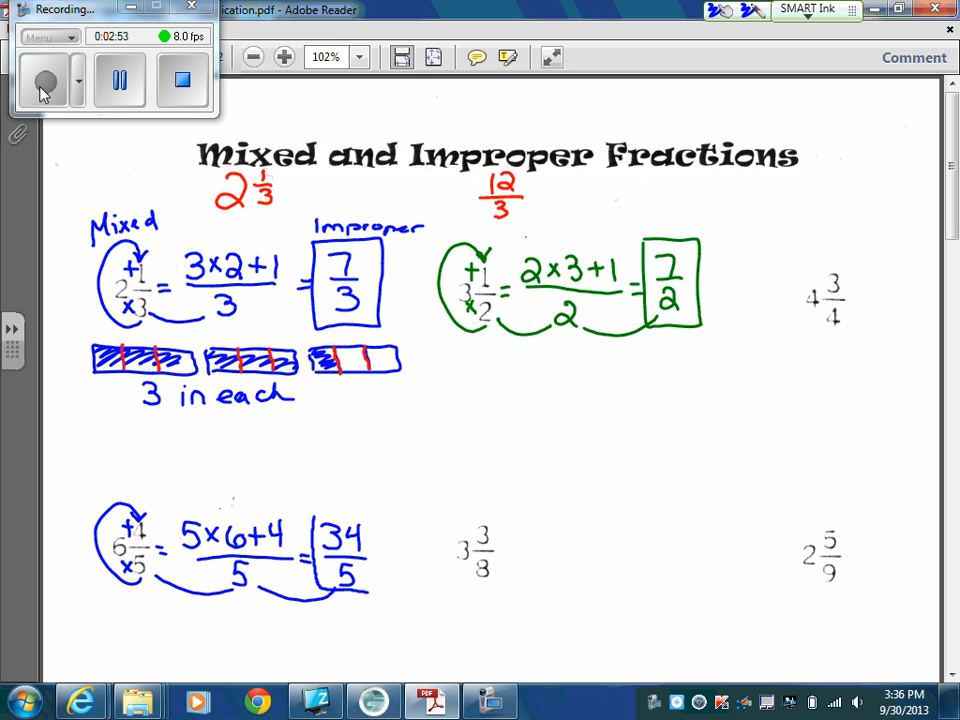 Recording...
ication.pdf - Adobe Reader
SMART Ink
Menu
0:02:53
8.0 fps
2
102%
Comment
Mixed and Improper Fractions
2 1/3
12/3
Mixed
Improper
2 1/3 = 3×2+1/3 = 7/3
3 1/2 = 2×3+1/2 = 7/2
4 3/4
+
×
+
×
3 in each
6 4/5 = 5×6+4/5 = 34/5
3 3/8
2 5/9
+
×
PDF
3:36 PM
9/30/2013